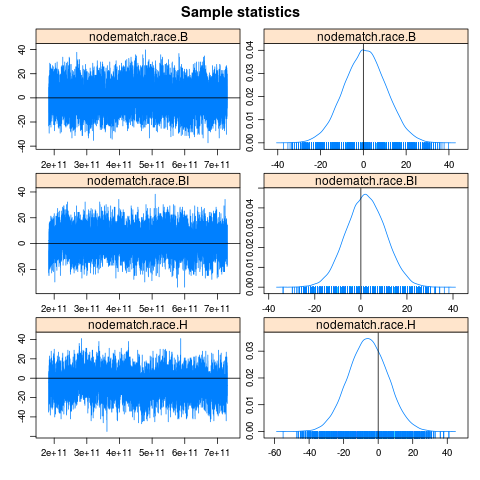 Sample statistics
nodematch.race.B
nodematch.race.B
-40 -20 0 20 40
0.00 0.01 0.02 0.03 0.04
2e+11 3e+11 4e+11 5e+11 6e+11 7e+11
-40 -20 0 20 40
nodematch.race.BI
nodematch.race.BI
-20 0 20
0.00 0.01 0.02 0.03 0.04
2e+11 3e+11 4e+11 5e+11 6e+11 7e+11
-40 -20 0 20 40
nodematch.race.H
nodematch.race.H
-40 -20 0 20 40
0.00 0.01 0.02 0.03
2e+11 3e+11 4e+11 5e+11 6e+11 7e+11
-60 -40 -20 0 20 40